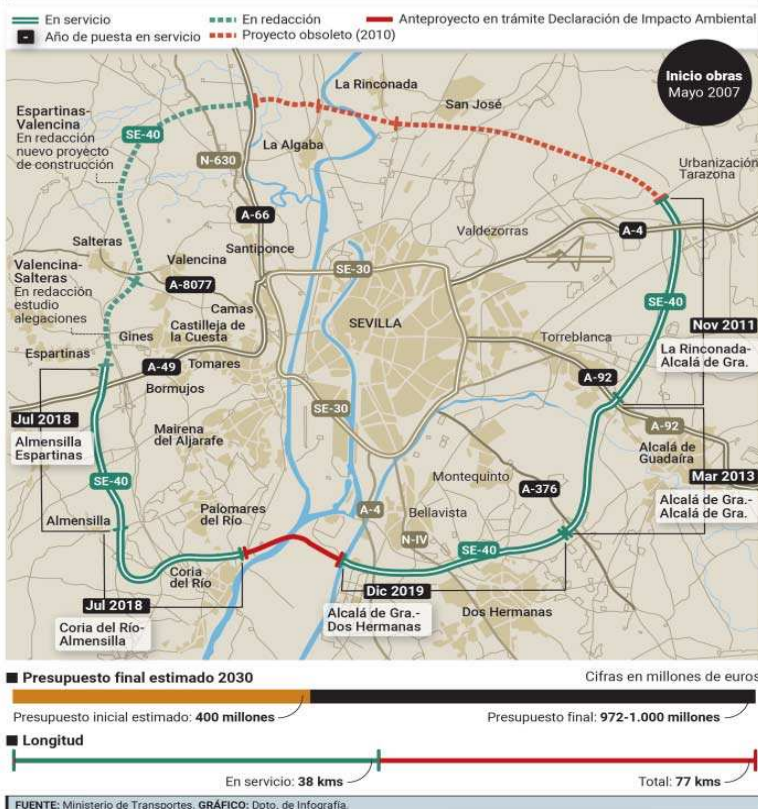 En servicio
En redacción
Anteproyecto en trámite Declaración de Impacto Ambiental
- Año de puesta en servicio
Proyecto obsoleto (2010)
Inicio obras
Mayo 2007
La Rinconada
San José
Espartinas-
Valencina
En redacción
nuevo proyecto
de construcción
SE-40
N-630
La Algaba
Urbanización
Tarazona
A-66
Valdezorras
A-4
Salteras
Valencina
Santiponce
A-8077
SE-30
Valencina-
Salteras
En redacción
estudio
alegaciones
Camas
Castilleja de
la Cuesta
Gines
SEVILLA
SE-40
Nov 2011
La Rinconada-
Alcalá de Gra.
Torreblanca
Espartinas
Tomares
A-49
Bormujos
A-92
SE-30
A-92
Jul 2018
Almensilla
Espartinas
Mairena
del Aljarafe
Alcalá de
Guadaíra
Mar 2013
Alcalá de Gra.-
Alcalá de Gra.
SE-40
Montequinto
A-376
Palomares
del Río
A-4
Bellavista
Almensilla
N-IV
SE-40
Coria
del Río
Dic 2019
Alcalá de Gra.-
Dos Hermanas
Dos Hermanas
Jul 2018
Coria del Río-
Almensilla
Presupuesto final estimado 2030
Cifras en millones de euros
Presupuesto inicial estimado: 400 millones
Presupuesto final: 972-1.000 millones
Longitud
En servicio: 38 kms
Total: 77 kms
FUENTE: Ministerio de Transportes. GRÁFICO: Dpto. de Infografía.